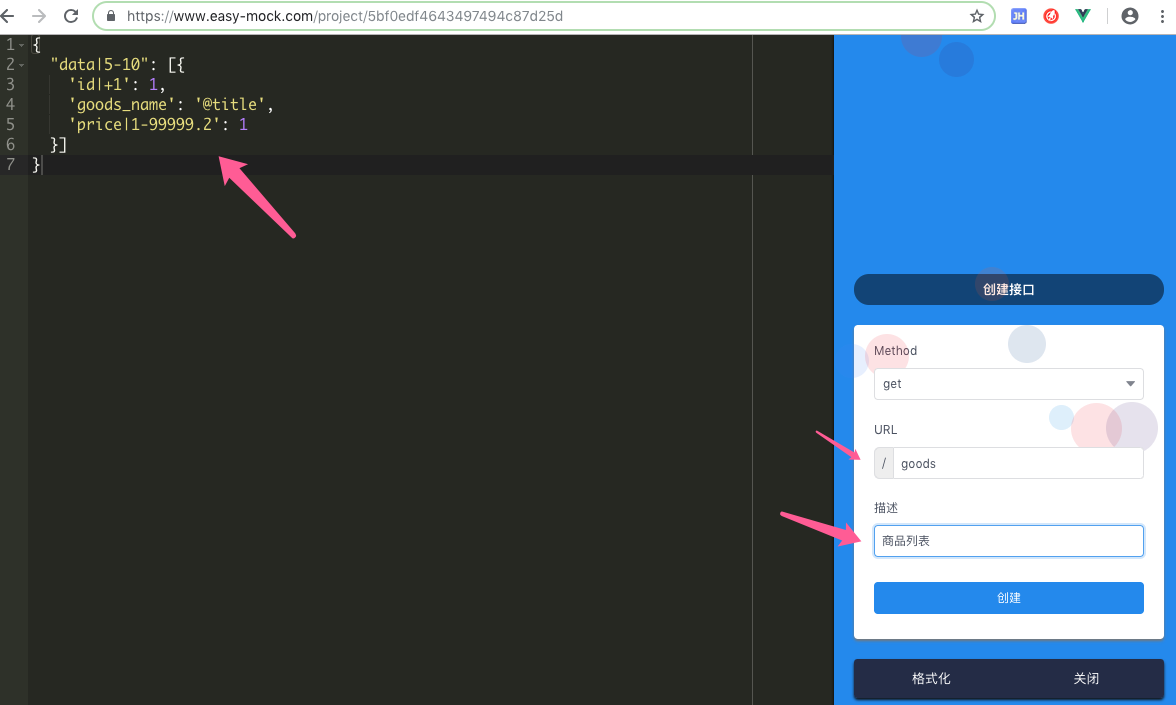 https://www.easy-mock.com/project/5bf0edf4643497494c87d25d
JH
1 {
2 "data|5-10": [{
3 'id|+1': 1,
4 'goods_name': '@title',
5 'price|1-99999.2': 1
6 }]
7 }
创建接口
Method
get
URL
/ goods
描述
商品列表
创建
格式化 关闭